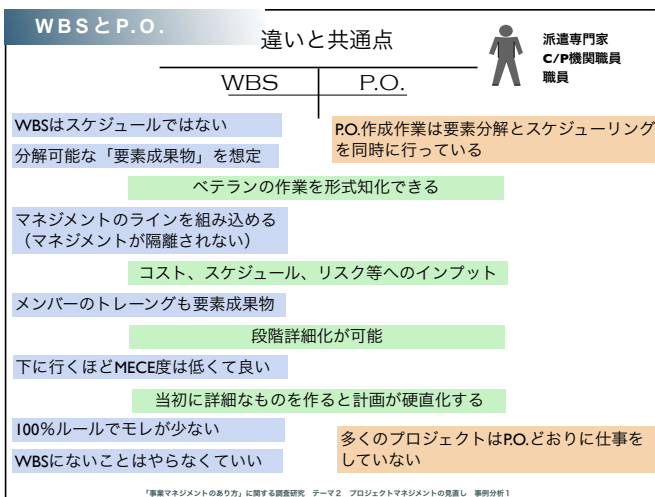 WBSとP.O.
違いと共通点
派遣専門家
C/P機関職員
職員
WBS P.O.
WBSはスケジュールではない
P.O.作成作業は要素分解とスケジューリング
を同時に行っている
分解可能な「要素成果物」を想定
ベテランの作業を形式知化できる
マネジメントのラインを組み込める
（マネジメントが隔離されない）
コスト、スケジュール、リスク等へのインプット
メンバーのトレーングも要素成果物
段階詳細化が可能
下に行くほどMECE度は低くて良い
当初に詳細なものを作ると計画が硬直化する
100％ルールでモレが少ない
多くのプロジェクトはP.O.どおりに仕事を
していない
WBSにないことはやらなくていい
「事業マネジメントのあり方」に関する調査研究 テーマ2 プロジェクトマネジメントの見直し 事例分析1